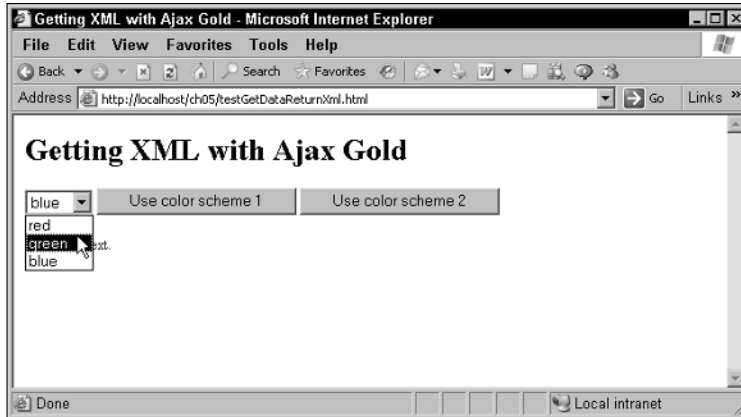 Getting XML with Ajax Gold - Microsoft Internet Explorer
File Edit View Favorites Tools Help
Back Search Favorites
Address http://localhost/ch05/testGetDataReturnXml.html Go Links »
Getting XML with Ajax Gold
blue Use color scheme 1 Use color scheme 2
red
green
blue
Done Local intranet